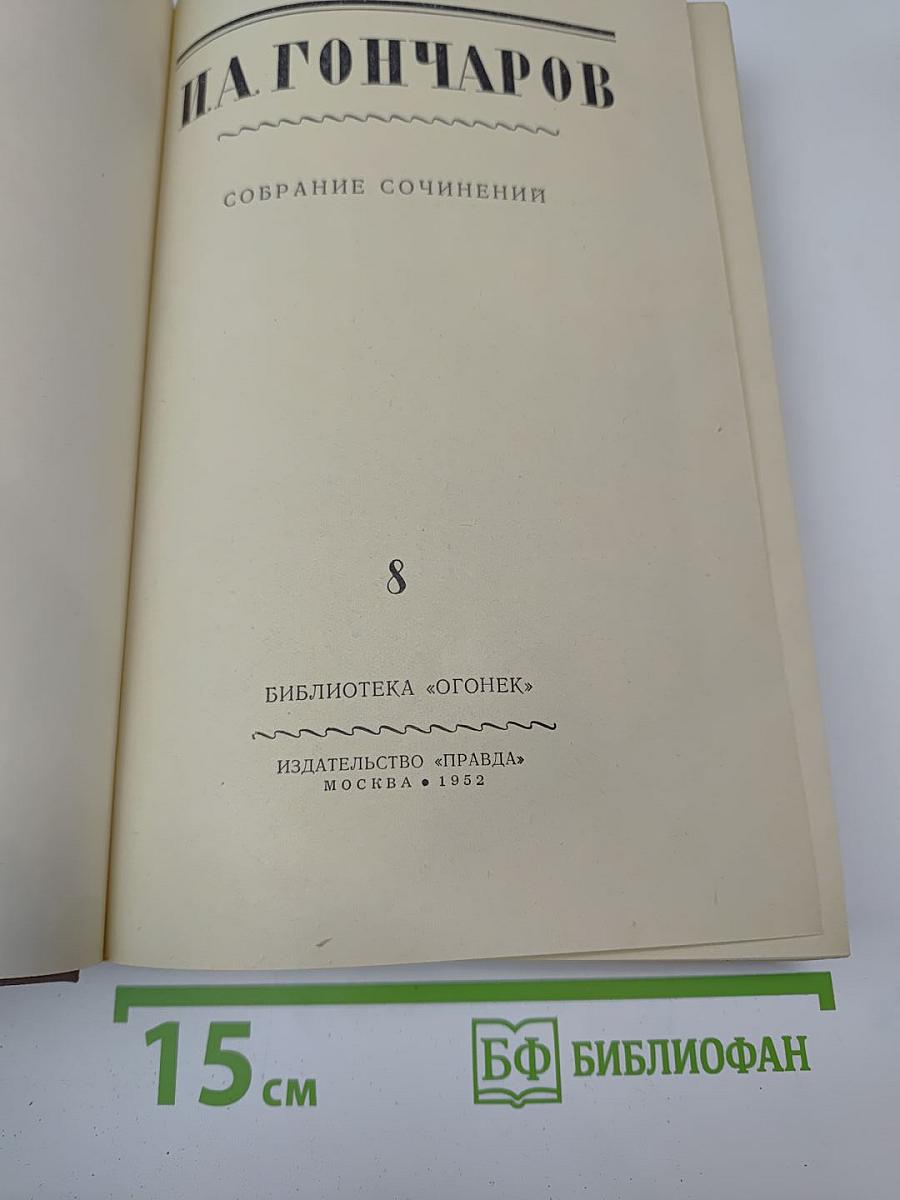 И.А.ГОНЧАРОВ
СОБРАНИЕ СОЧИНЕНИЙ
8
БИБЛИОТЕКА «ОГОНЕК»
ИЗДАТЕЛЬСТВО «ПРАВДА»
МОСКВА • 1952
15 см
БФ БИБЛИОФАН